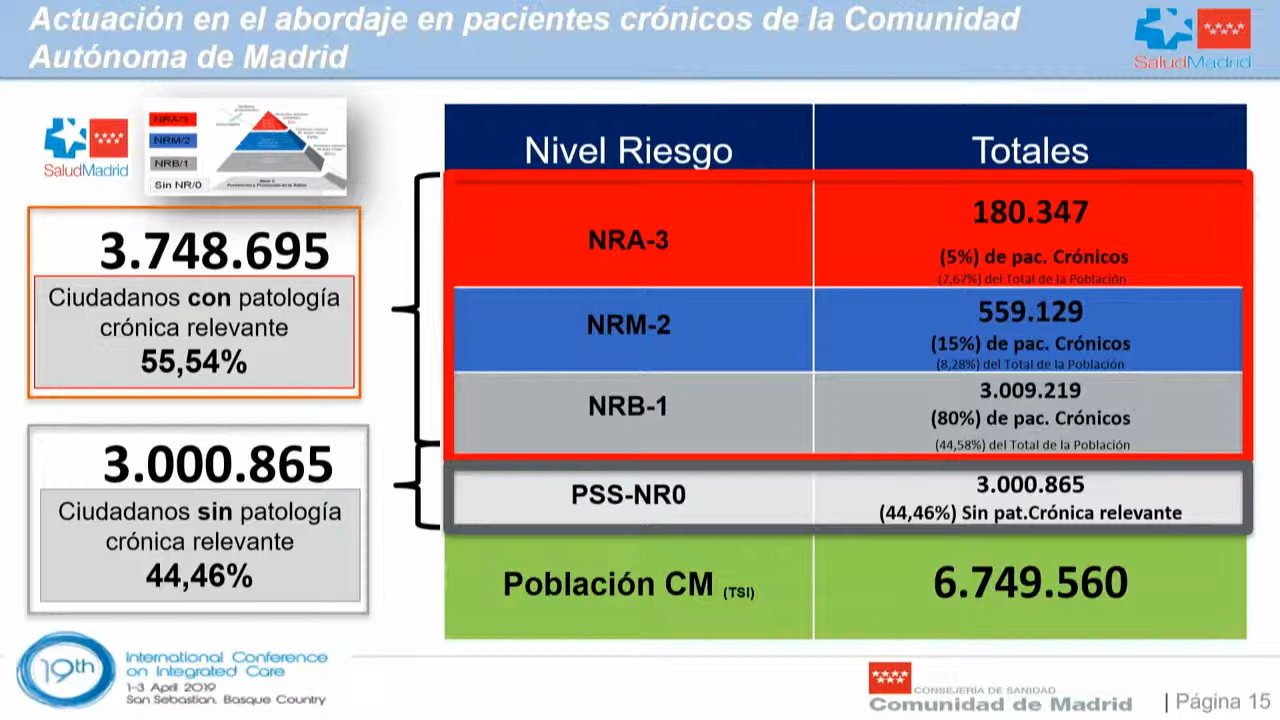 Actuación en el abordaje en pacientes crónicos de la Comunidad
Autónoma de Madrid
SaludMadrid
SaludMadrid
NRA/3
NRM/2
NRB/1
Sin NR/0
3.748.695
Ciudadanos con patología
crónica relevante
55,54%
3.000.865
Ciudadanos sin patología
crónica relevante
44,46%
Nivel Riesgo
Totales
NRA-3
180.347
(5%) de pac. Crónicos
(2,67%) del Total de la Población
NRM-2
559.129
(15%) de pac. Crónicos
(8,28%) del Total de la Población
NRB-1
3.009.219
(80%) de pac. Crónicos
(44,58%) del Total de la Población
PSS-NR0
3.000.865
(44,46%) Sin pat.Crónica relevante
Población CM (TSI)
6.749.560
19th
International Conference
on Integrated Care
1-3 April 2019
San Sebastian, Basque Country
CONSEJERÍA DE SANIDAD
Comunidad de Madrid
| Página 15